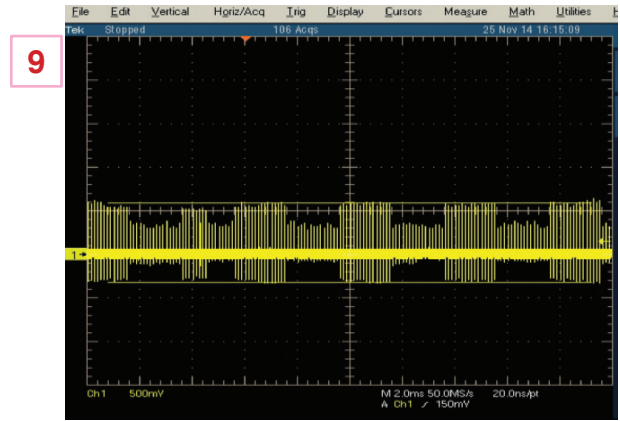 File Edit Vertical Horiz/Acq Trig Display Cursors Measure Math Utilities H
Tek Stopped 106 Acqs 25 Nov 14 16:15:09
9
1
Ch1 500mV M 2.0ms 50.0MS/s 20.0ns/pt
A Ch1 150mV